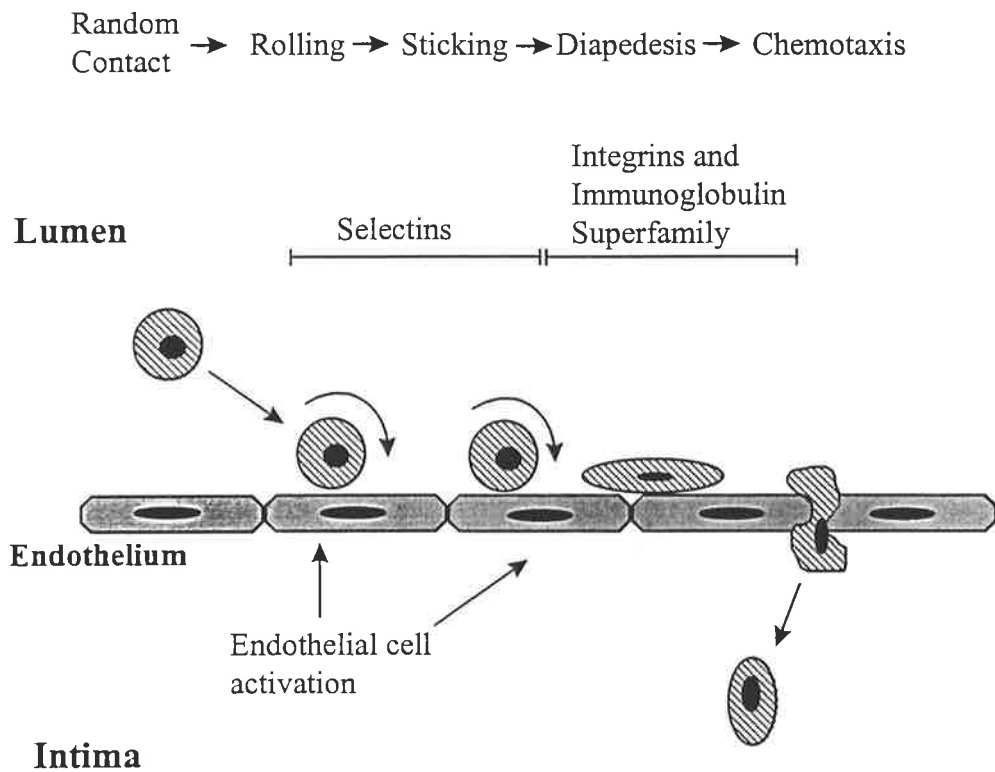 Random
Contact → Rolling → Sticking → Diapedesis → Chemotaxis
Integrins and
Immunoglobulin
Superfamily
Selectins
Lumen
Endothelium
Endothelial cell
activation
Intima